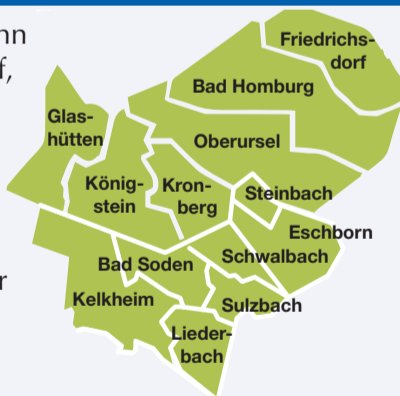 nn
f,
r
Friedrichs-
dorf
Bad Homburg
Glas-
hütten
Oberursel
König-
stein
Kron-
berg
Steinbach
Eschborn
Schwalbach
Bad Soden
Kelkheim
Sulzbach
Lieder-
bach